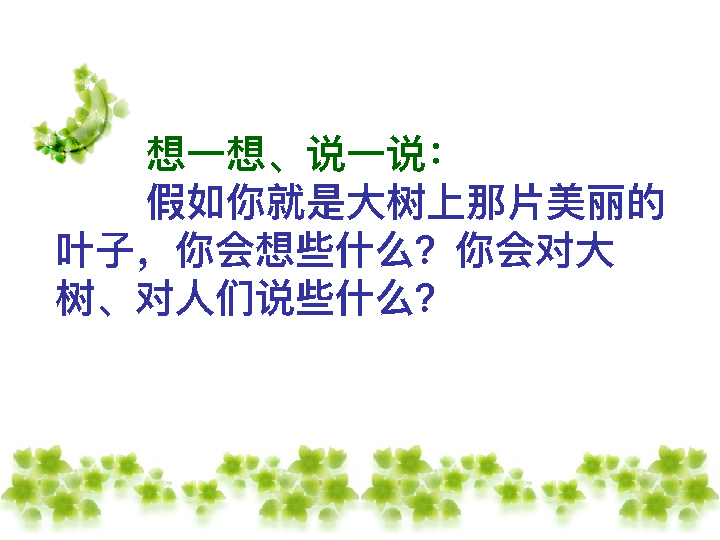 想一想、说一说：
假如你就是大树上那片美丽的
叶子，你会想些什么？你会对大
树、对人们说些什么？